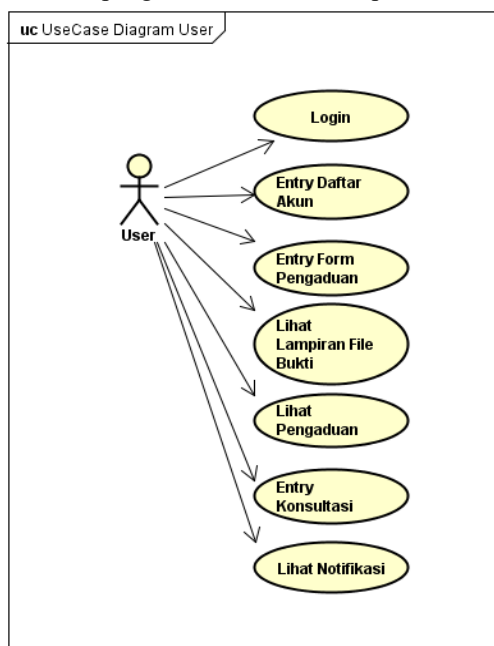 uc UseCase Diagram User
Login
Entry Daftar
Akun
User
Entry Form
Pengaduan
Lihat
Lampiran File
Bukti
Lihat
Pengaduan
Entry
Konsultasi
Lihat Notifikasi